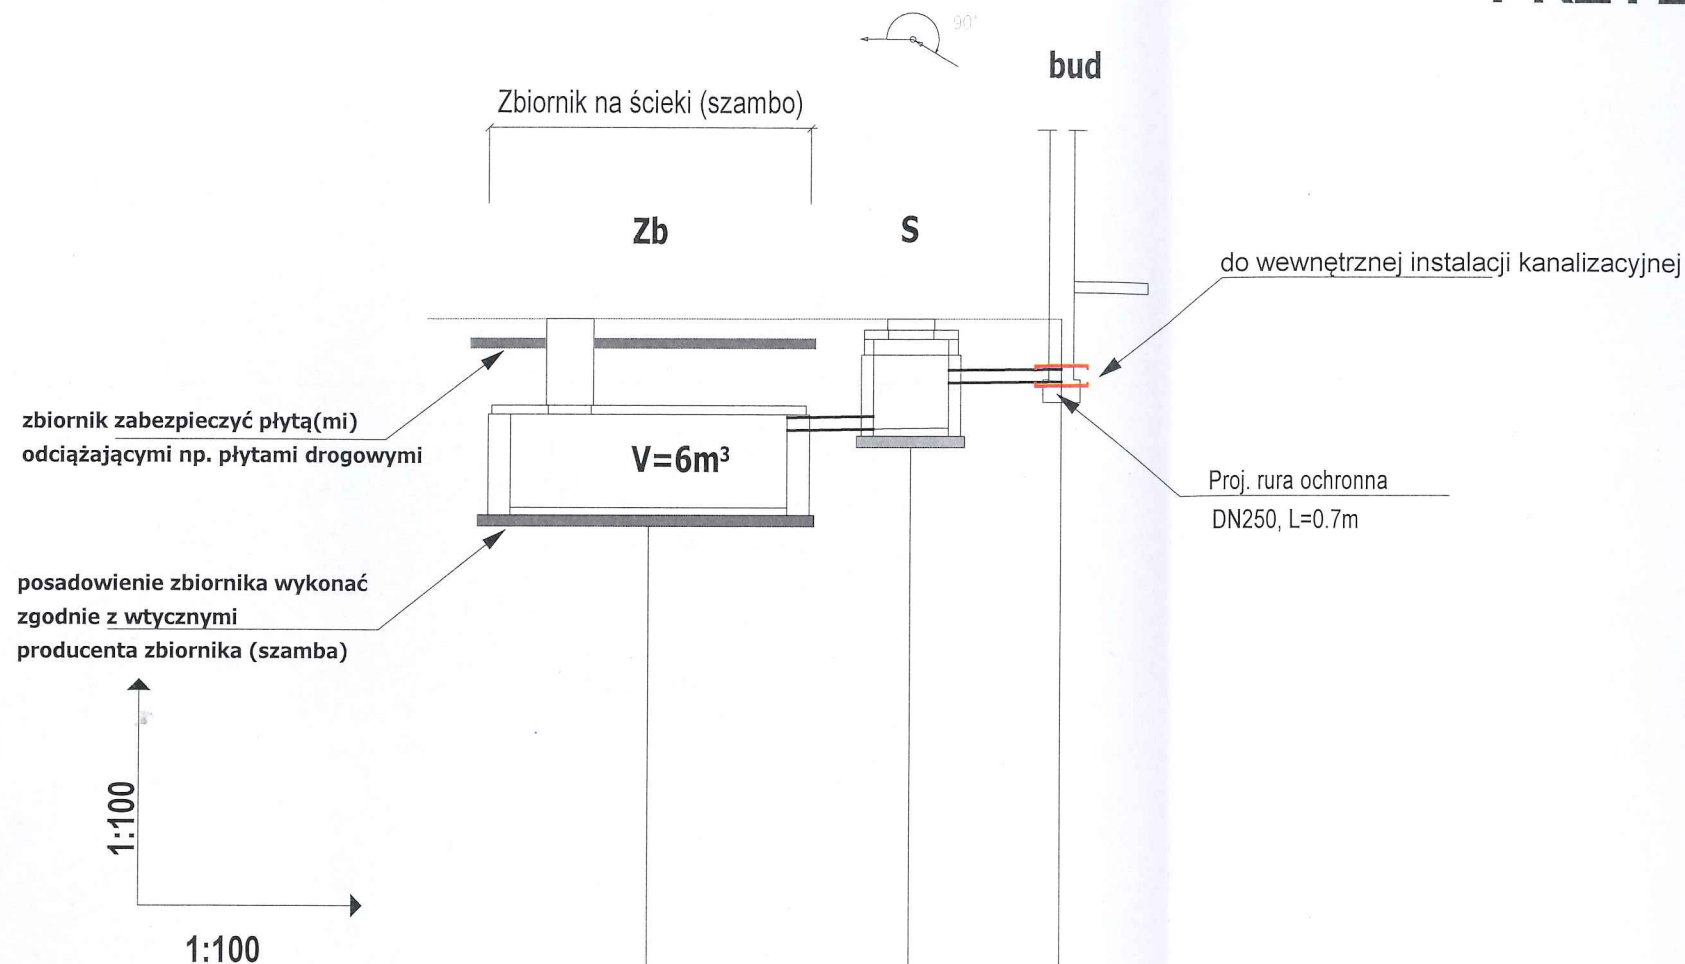 90°
bud
Zbiornik na ścieki (szambo)
Zb
S
do wewnętrznej instalacji kanalizacyjnej
zbiornik zabezpieczyć płytą(mi)
odciążającymi np. płytami drogowymi
V=6m³
Proj. rura ochronna
DN250, L=0.7m
posadowienie zbiornika wykonać
zgodnie z wtycznymi
producenta zbiornika (szamba)
1:100
1:100